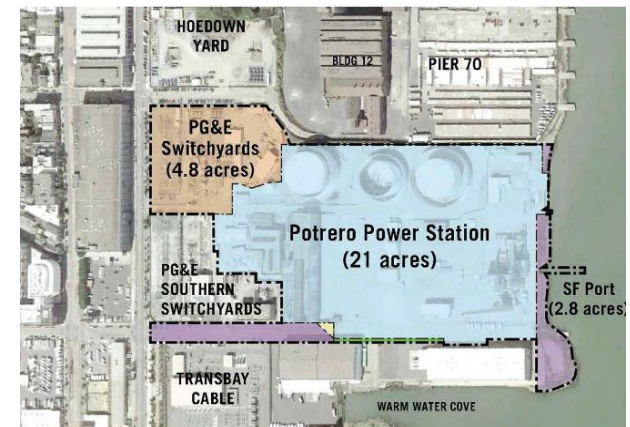 HOEDOWN
YARD
BLDG 12
PIER 70
PG&E
Switchyards
(4.8 acres)
Potrero Power Station
(21 acres)
PG&E
SOUTHERN
SWITCHYARDS
SF Port
(2.8 acres)
TRANSBAY
CABLE
WARM WATER COVE